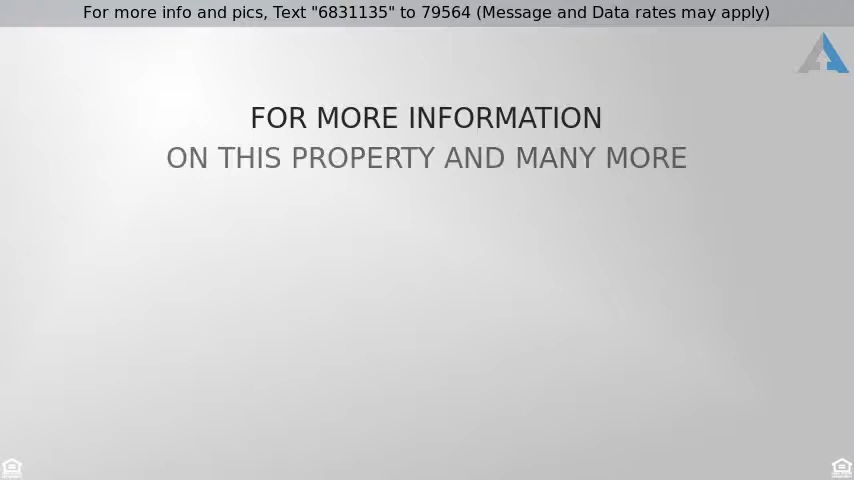 For more info and pics, Text "6831135" to 79564 (Message and Data rates may apply)
FOR MORE INFORMATION
ON THIS PROPERTY AND MANY MORE